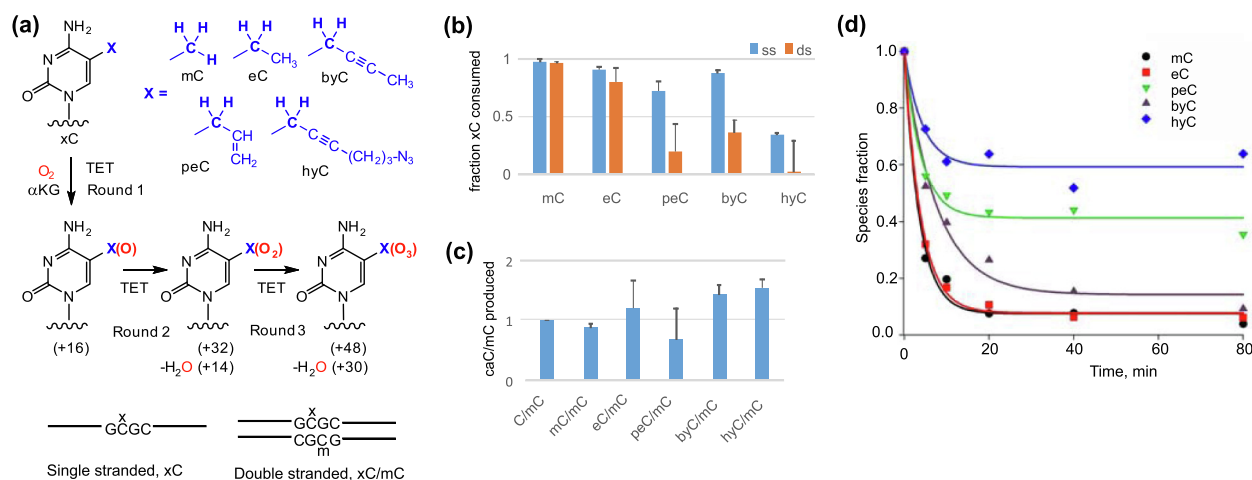 (a)
NH2
X
N
O
N
xC
X =
H H
C
H
mC
H H
C
CH3
eC
H H
C
C
C
CH3
byC
H H
C
CH2
peC
H H
C
C
C
(CH2)3-N3
hyC
O2
αKG
TET
Round 1
NH2
X(O)
N
O
N
(+16)
TET
Round 2
NH2
X(O2)
N
O
N
(+32)
-H2O (+14)
TET
Round 3
NH2
X(O3)
N
O
N
(+48)
-H2O (+30)
x
GCGC
Single stranded, xC
x
GCGC
CGCG
m
Double stranded, xC/mC
(b)
ss ds
fraction xC consumed
1
0.5
0
mC eC peC byC hyC
(c)
caC/mC produced
2
1
0
C/mC mC/mC eC/mC peC/mC byC/mC hyC/mC
(d)
Species fraction
1.0
0.8
0.6
0.4
0.2
0.0
mC
eC
peC
byC
hyC
0 20 40 60 80
Time, min